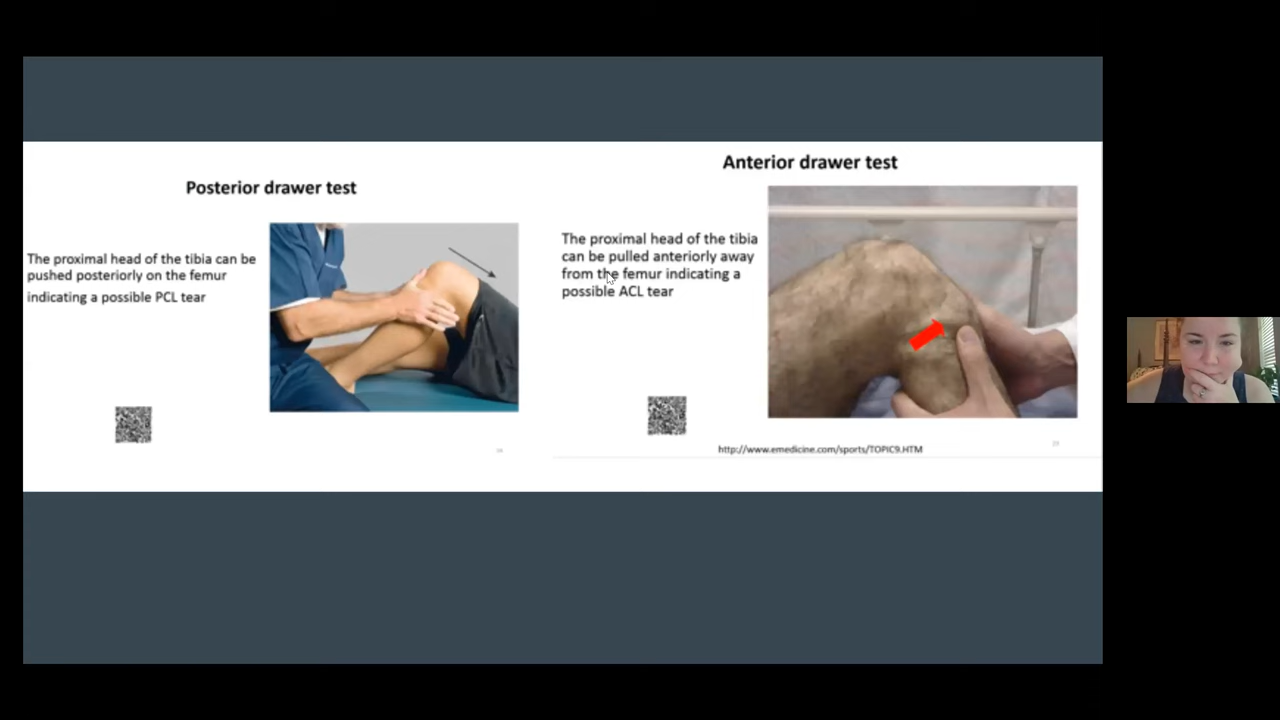 Posterior drawer test
The proximal head of the tibia can be
pushed posteriorly on the femur
indicating a possible PCL tear
Anterior drawer test
The proximal head of the tibia
can be pulled anteriorly away
from the femur indicating a
possible ACL tear
http://www.emedicine.com/sports/TOPIC9.HTM